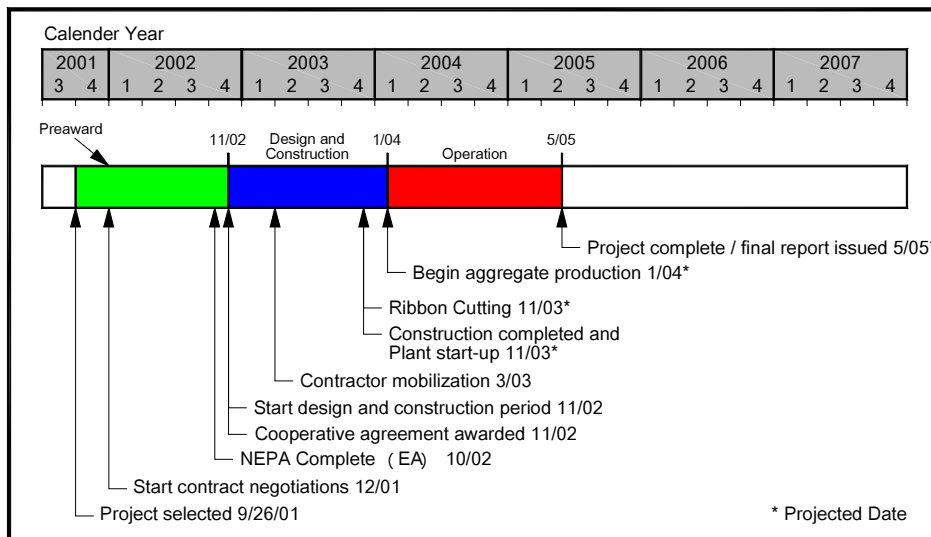 Calender Year
2001 2002 2003 2004 2005 2006 2007
3 4 1 2 3 4 1 2 3 4 1 2 3 4 1 2 3 4 1 2 3 4 1 2 3 4
Preaward
11/02
Design and
Construction
1/04
Operation
5/05
Project complete / final report issued 5/05*
Begin aggregate production 1/04*
Ribbon Cutting 11/03*
Construction completed and
Plant start-up 11/03*
Contractor mobilization 3/03
Start design and construction period 11/02
Cooperative agreement awarded 11/02
NEPA Complete (EA) 10/02
Start contract negotiations 12/01
Project selected 9/26/01
* Projected Date